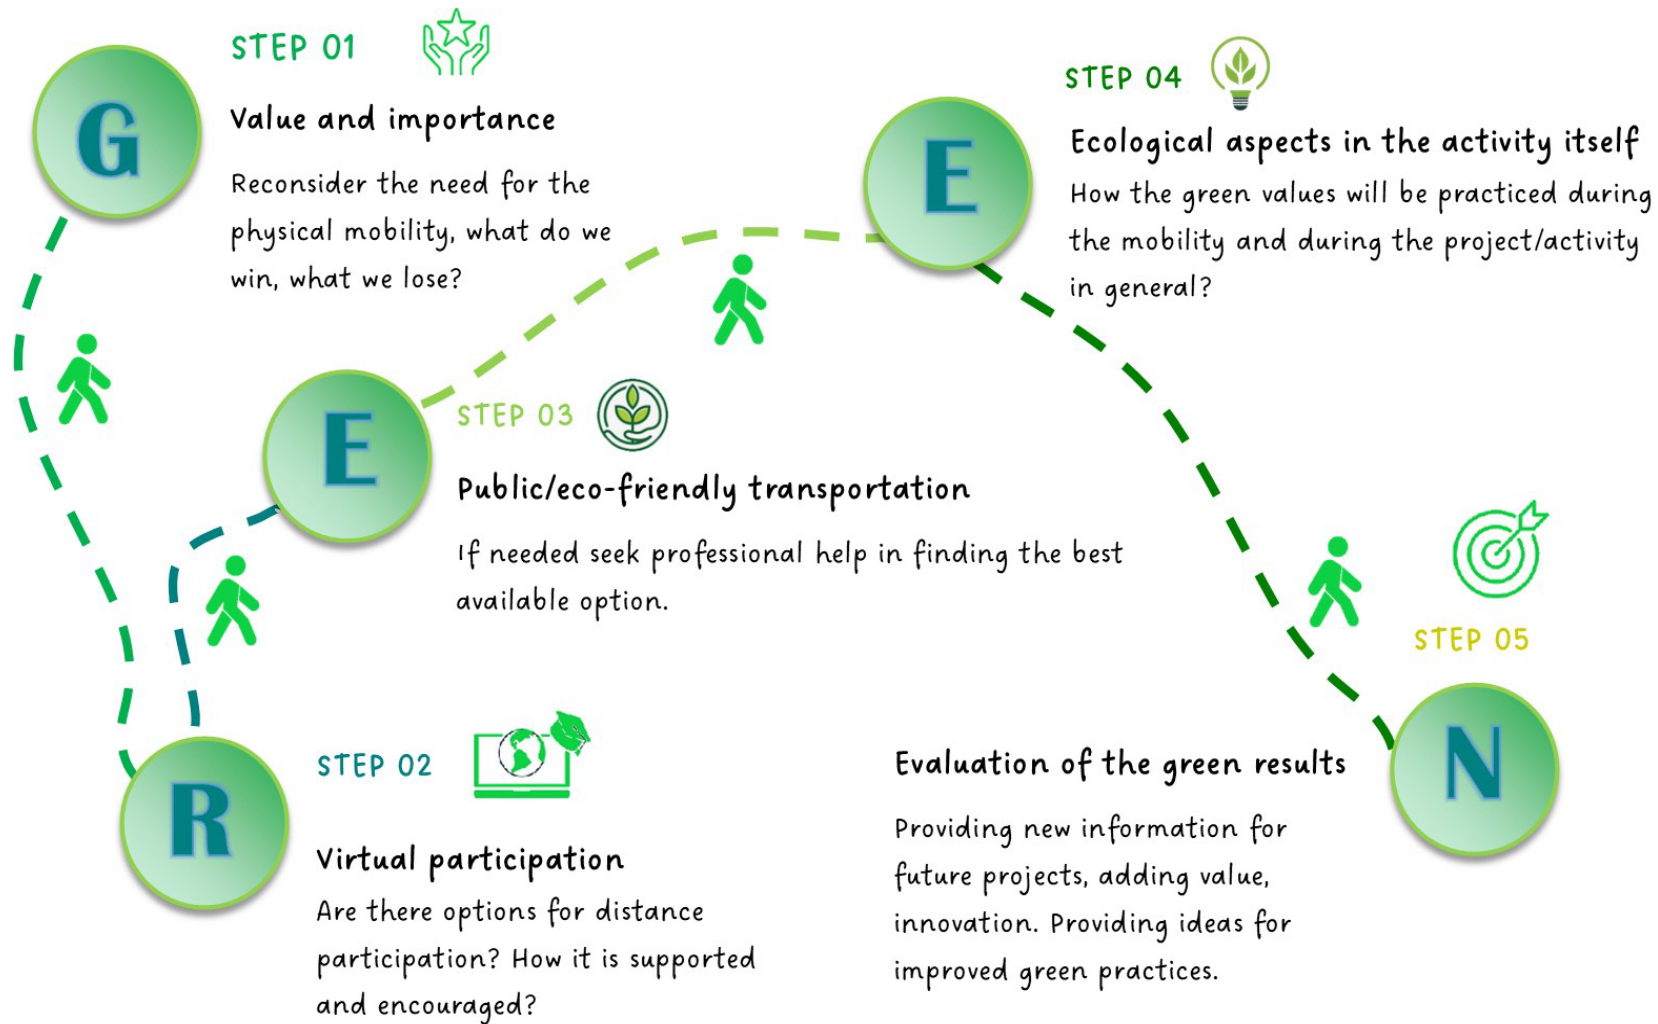 G
STEP 01
Value and importance
Reconsider the need for the
physical mobility, what do we
win, what we lose?
R
STEP 02
Virtual participation
Are there options for distance
participation? How it is supported
and encouraged?
E
STEP 03
Public/eco-friendly transportation
If needed seek professional help in finding the best
available option.
E
STEP 04
Ecological aspects in the activity itself
How the green values will be practiced during
the mobility and during the project/activity
in general?
N
STEP 05
Evaluation of the green results
Providing new information for
future projects, adding value,
innovation. Providing ideas for
improved green practices.